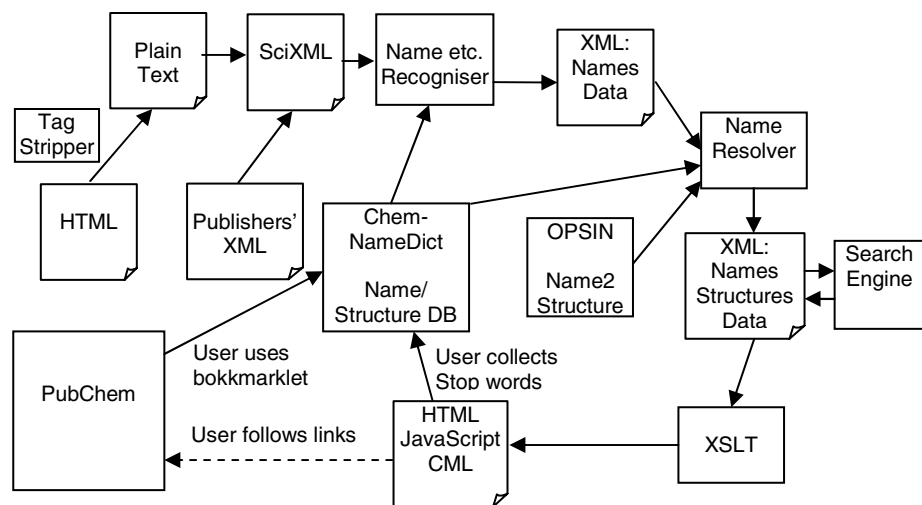 Plain
Text
SciXML
Name etc.
Recogniser
XML:
Names
Data
Tag
Stripper
Name
Resolver
HTML
Publishers'
XML
Chem-
NameDict
Name/
Structure DB
OPSIN
Name2
Structure
XML:
Names
Structures
Data
Search
Engine
PubChem
User uses
bokkmarklet
User collects
Stop words
User follows links
HTML
JavaScript
CML
XSLT